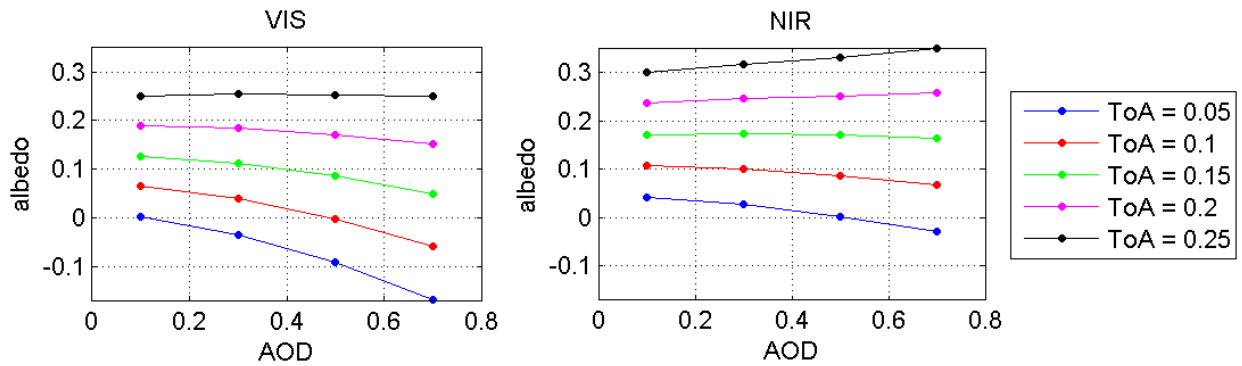 VIS
0.3
0.2
0.1
0
-0.1
albedo
0
0.2
0.4
0.6
0.8
AOD
NIR
0.3
0.2
0.1
0
-0.1
albedo
0
0.2
0.4
0.6
0.8
AOD
ToA = 0.05
ToA = 0.1
ToA = 0.15
ToA = 0.2
ToA = 0.25